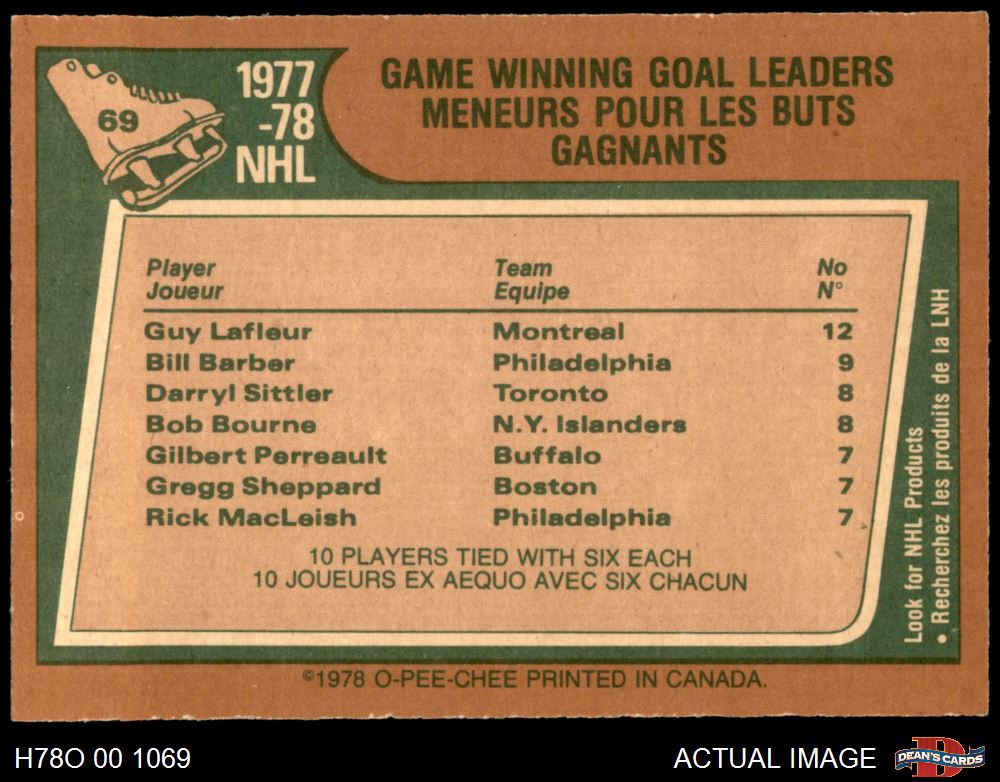 69
1977
-78
NHL
GAME WINNING GOAL LEADERS
MENEURS POUR LES BUTS
GAGNANTS
Player Team No
Joueur Equipe N°
Guy Lafleur Montreal 12
Bill Barber Philadelphia 9
Darryl Sittler Toronto 8
Bob Bourne N.Y. Islanders 8
Gilbert Perreault Buffalo 7
Gregg Sheppard Boston 7
Rick MacLeish Philadelphia 7
10 PLAYERS TIED WITH SIX EACH
10 JOUEURS EX AEQUO AVEC SIX CHACUN
Look for NHL Products
• Recherchez les produits de la LNH
©1978 O-PEE-CHEE PRINTED IN CANADA.
H78O 00 1069
ACTUAL IMAGE
D
DEAN'S CARDS